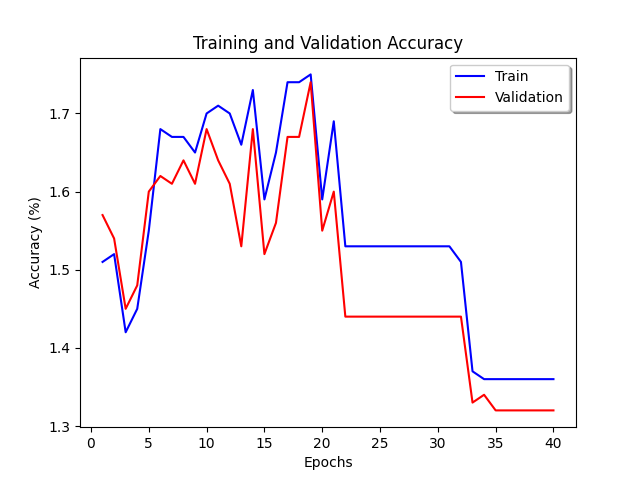 Training and Validation Accuracy
Train
Validation
Accuracy (%)
1.7
1.6
1.5
1.4
1.3
0 5 10 15 20 25 30 35 40
Epochs